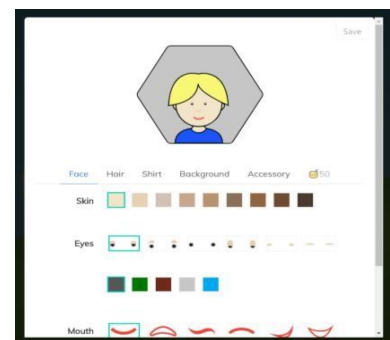 Save
Face Hair Shirt Background Accessory 50
Skin
Eyes
Mouth